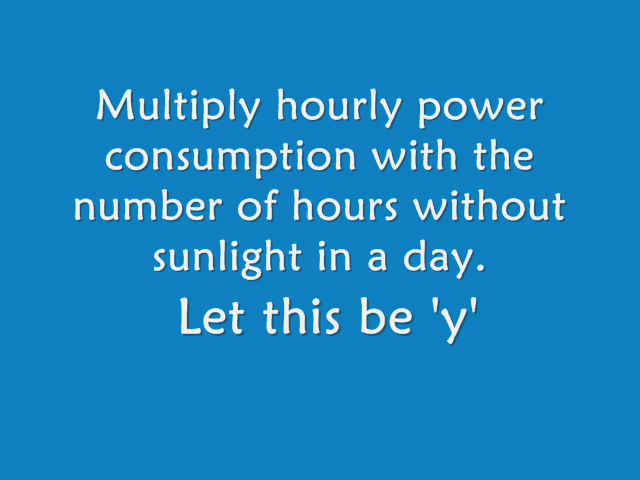 Multiply hourly power
consumption with the
number of hours without
sunlight in a day.
Let this be 'y'